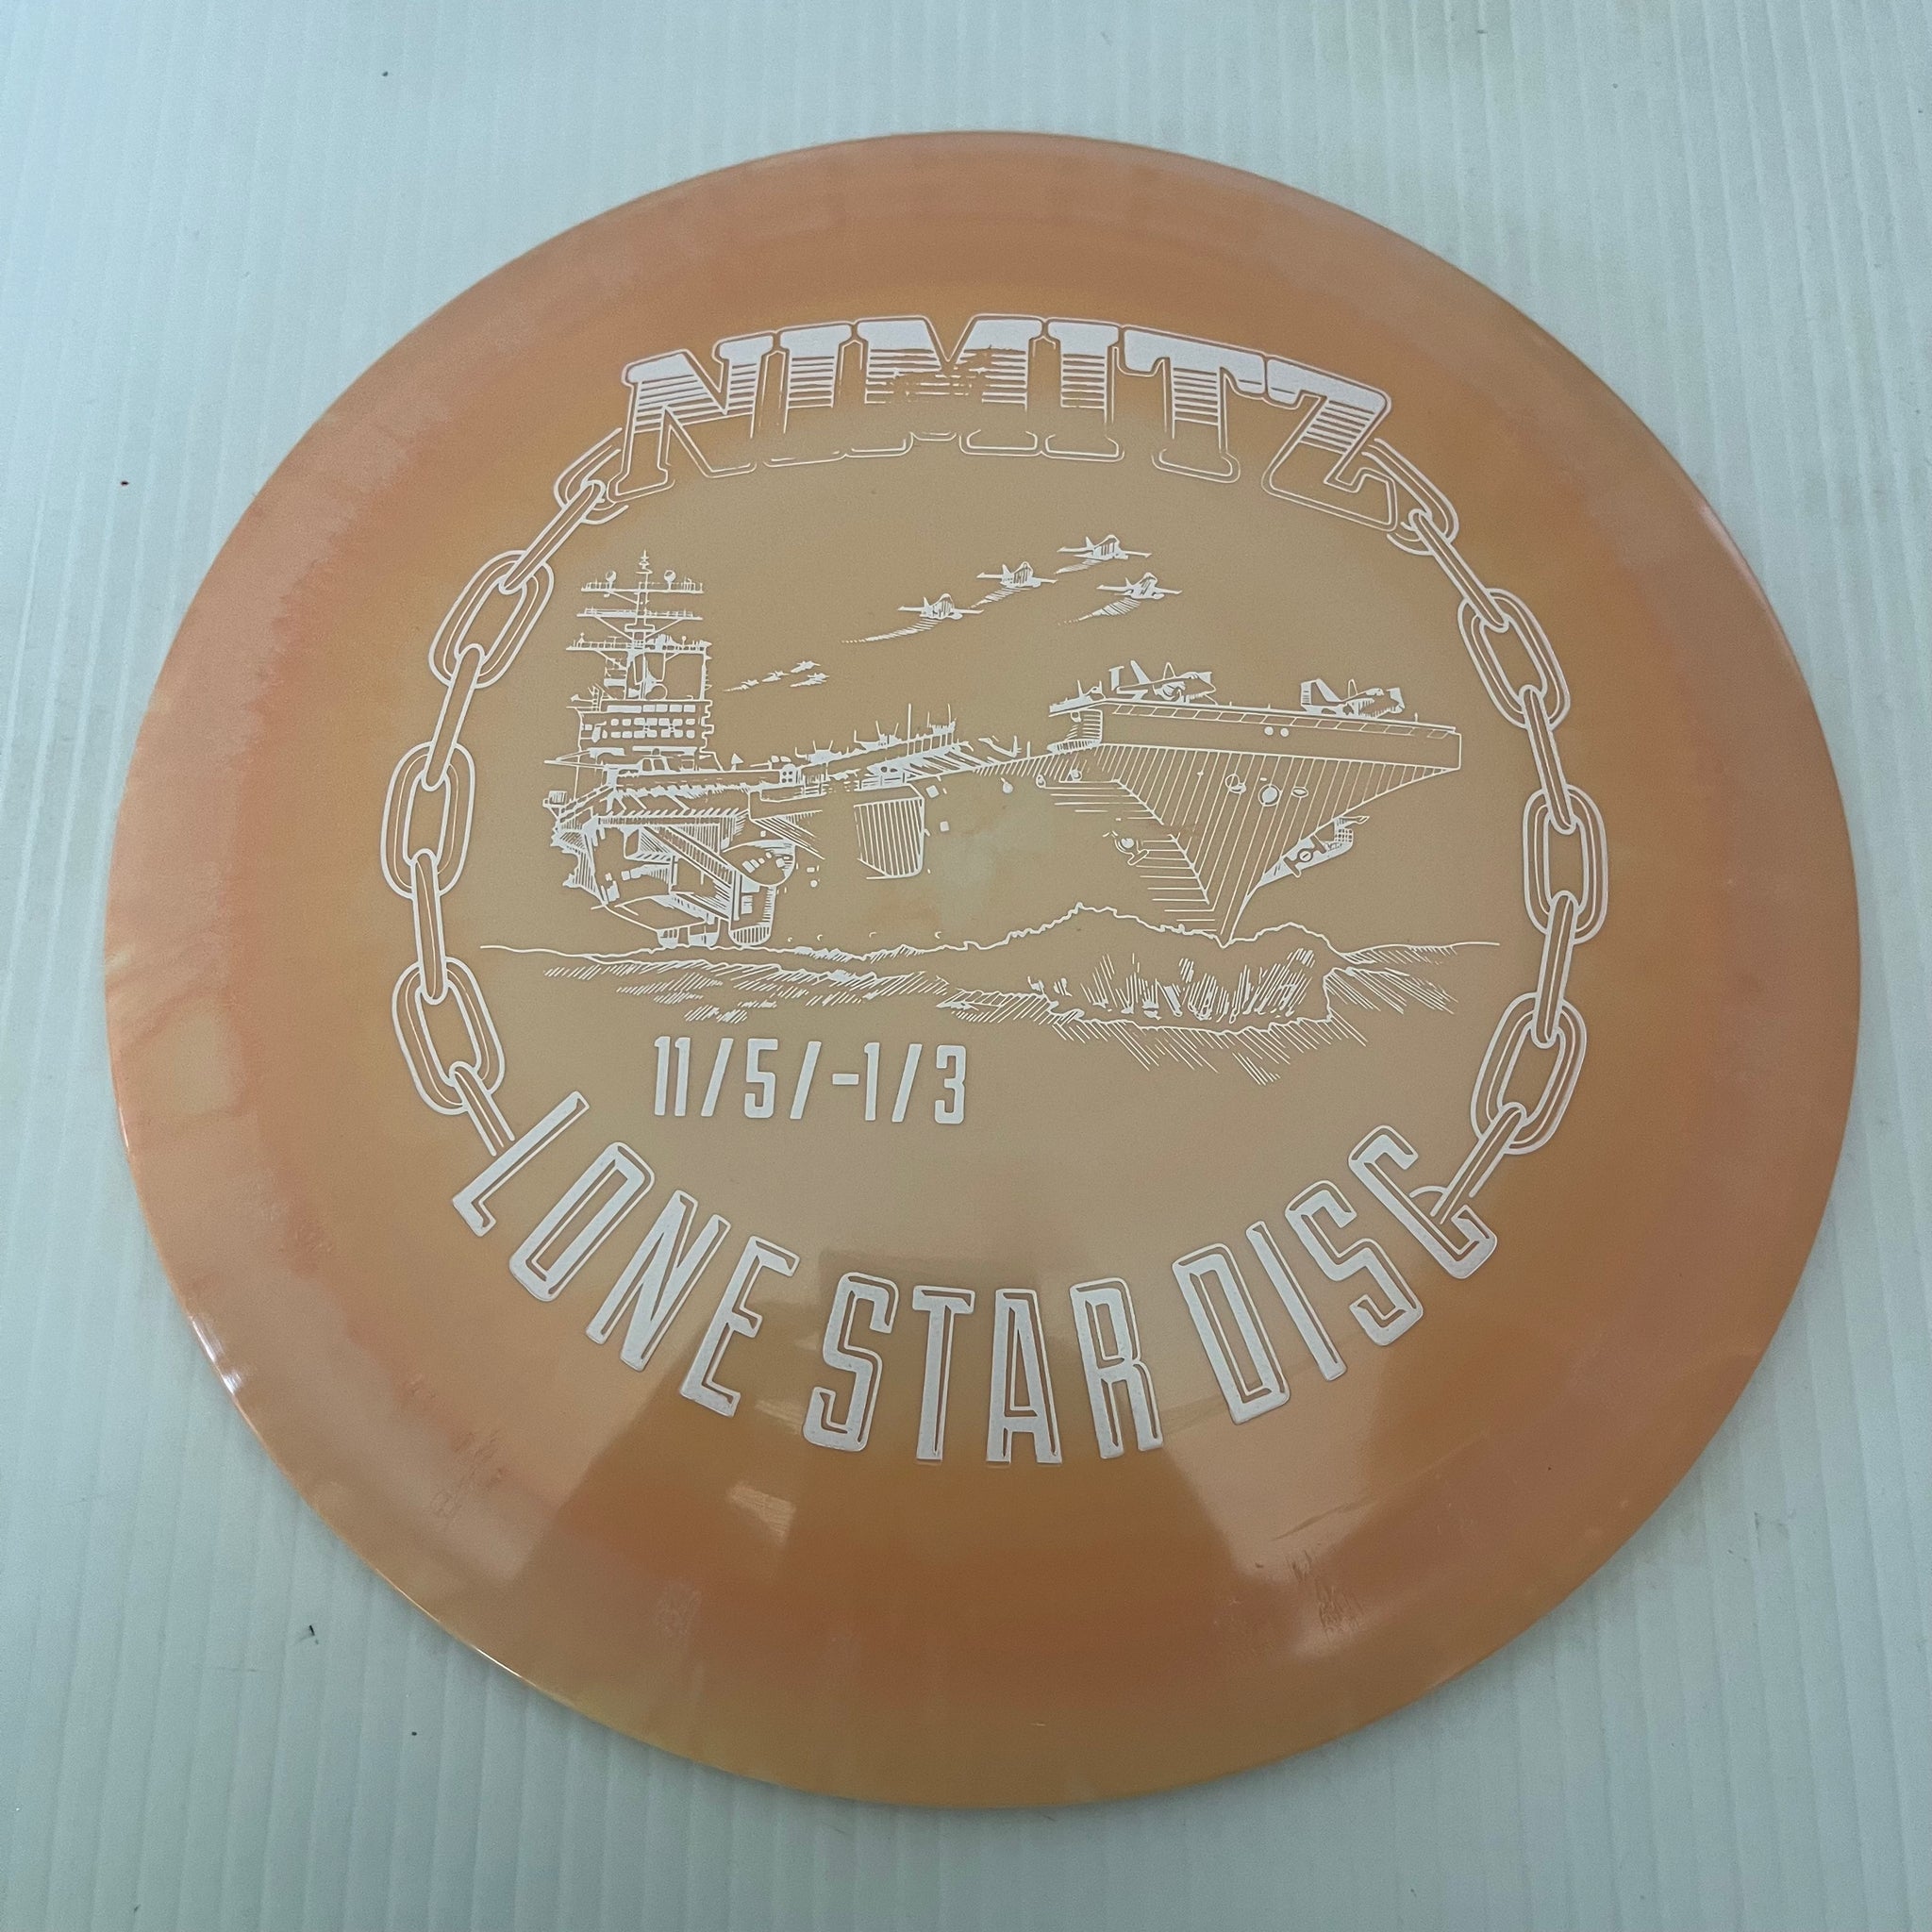 NIMITZ
11/5/-1/3
LONE STAR DISC